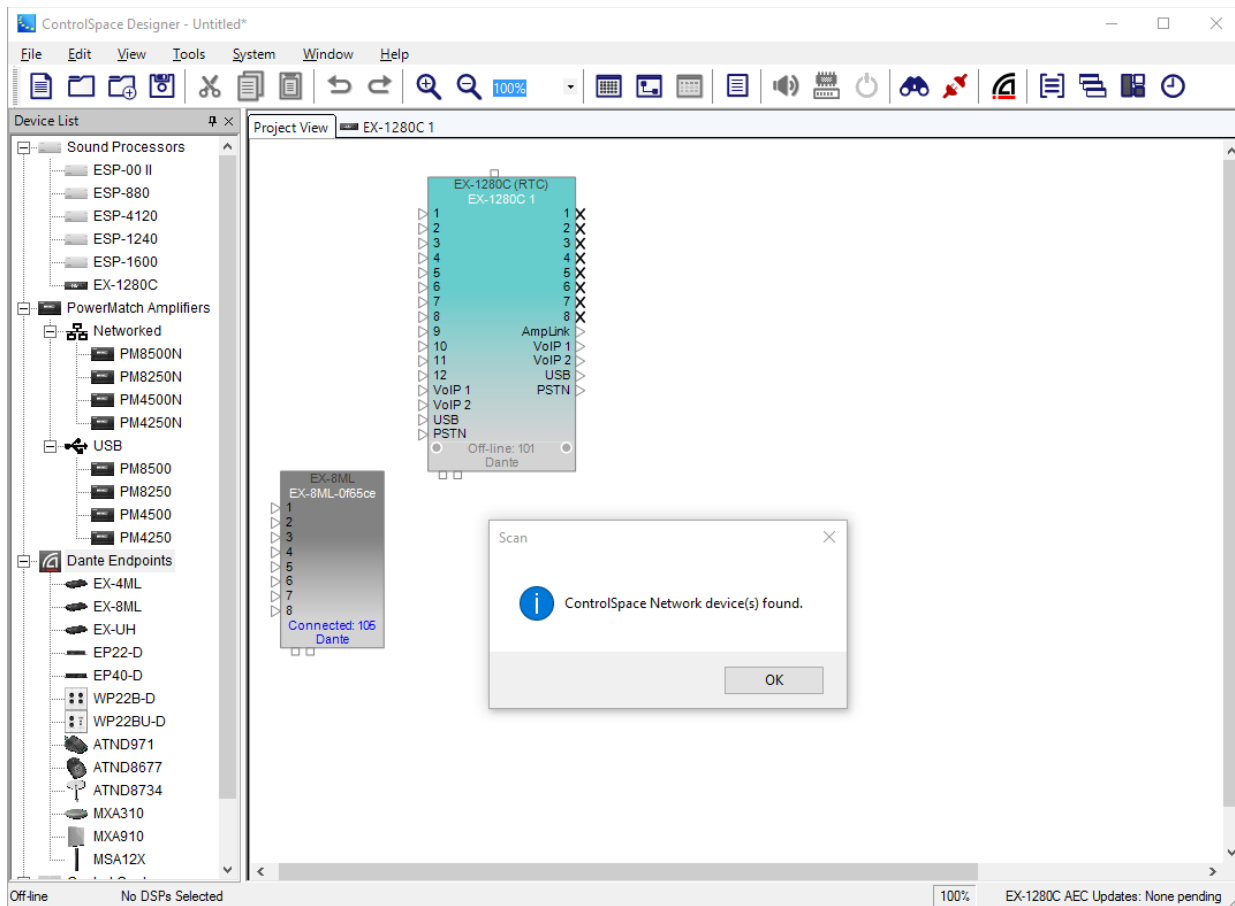 ControlSpace Designer - Untitled*
File Edit View Tools System Window Help
100%
Device List
Project View EX-1280C 1
Sound Processors
ESP-00 II
ESP-880
ESP-4120
ESP-1240
ESP-1600
EX-1280C
PowerMatch Amplifiers
Networked
PM8500N
PM8250N
PM4500N
PM4250N
USB
PM8500
PM8250
PM4500
PM4250
Dante Endpoints
EX-4ML
EX-8ML
EX-UH
EP22-D
EP40-D
WP22B-D
WP22BU-D
ATND971
ATND8677
ATND8734
MXA310
MXA910
MSA12X
EX-1280C (RTC)
EX-1280C 1
1 1
2 2
3 3
4 4
5 5
6 6
7 7
8 8
9 AmpLink
10 VoIP 1
11 VoIP 2
12 USB
VoIP 1 PSTN
VoIP 2
USB
PSTN
Off-line: 101
Dante
EX-8ML
EX-8ML-0f65ce
1
2
3
4
5
6
7
8
Connected: 105
Dante
Scan
ControlSpace Network device(s) found.
OK
Off-line No DSPs Selected 100% EX-1280C AEC Updates: None pending